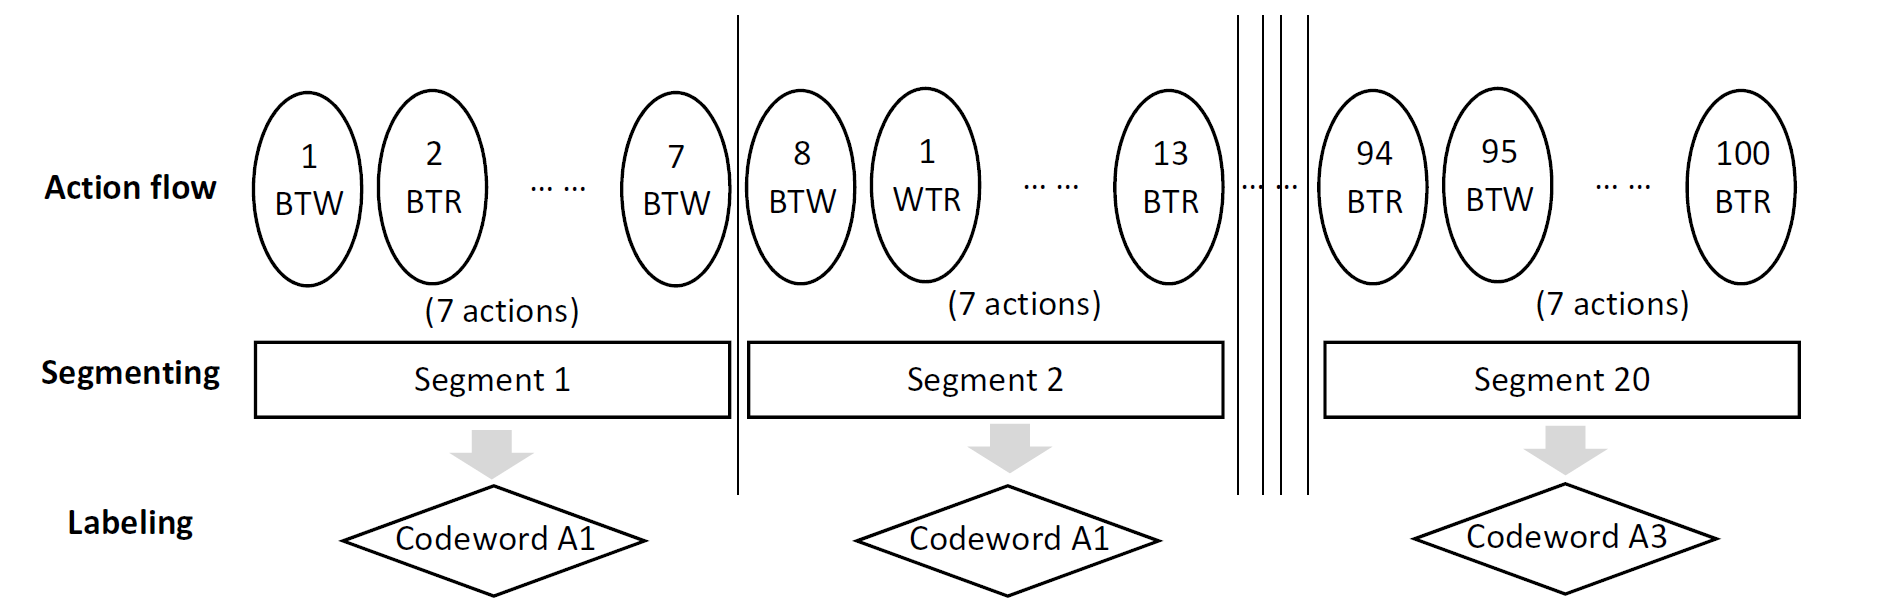 Action flow
1 BTW
2 BTR
... ...
7 BTW
8 BTW
1 WTR
... ...
13 BTR
... ...
94 BTR
95 BTW
... ...
100 BTR
(7 actions)
(7 actions)
(7 actions)
Segmenting
Segment 1
Segment 2
Segment 20
Labeling
Codeword A1
Codeword A1
Codeword A3